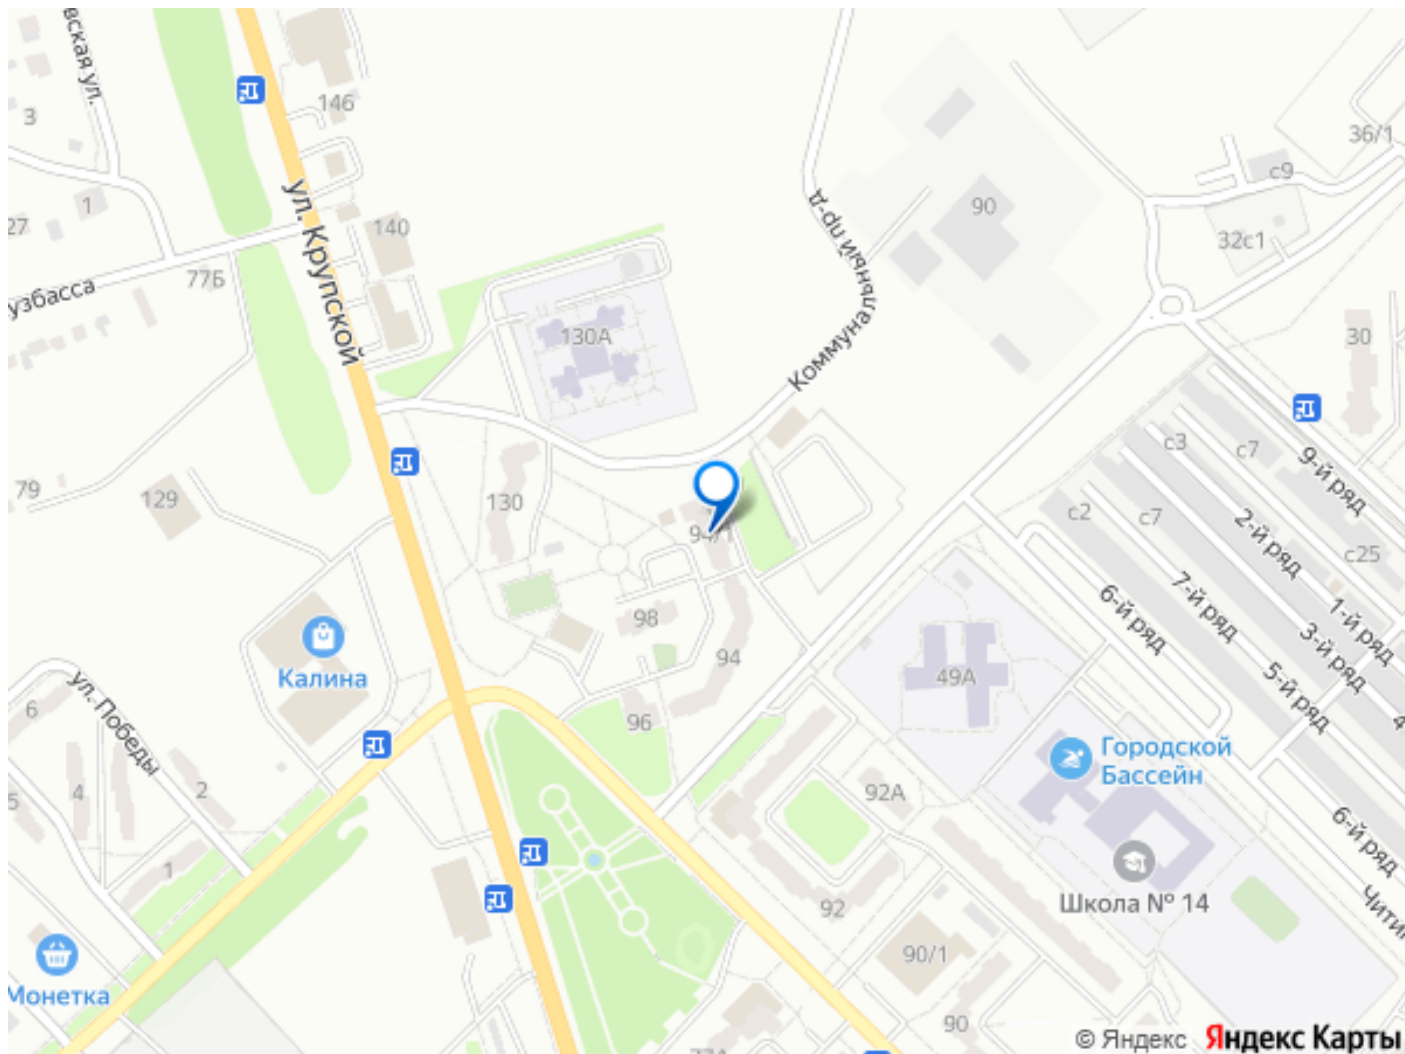 вская ул.
3
146
36/1
с9
ул. Крупской
1
27
140
90
32с1
Коммунальный пр-д
77Б
узбасса
130А
30
79
129
130
94/1
с3
с7
9-й ряд
с2
с7
2-й ряд
с25
98
6-й ряд
7-й ряд
1-й ряд
3-й ряд
Калина
94
49А
5-й ряд
4
ул. Победы
6
96
Городской
Бассейн
4
2
5
92А
6-й ряд
1
Школа № 14
92
Читин
90/1
Монетка
90
© Яндекс Яндекс Карты